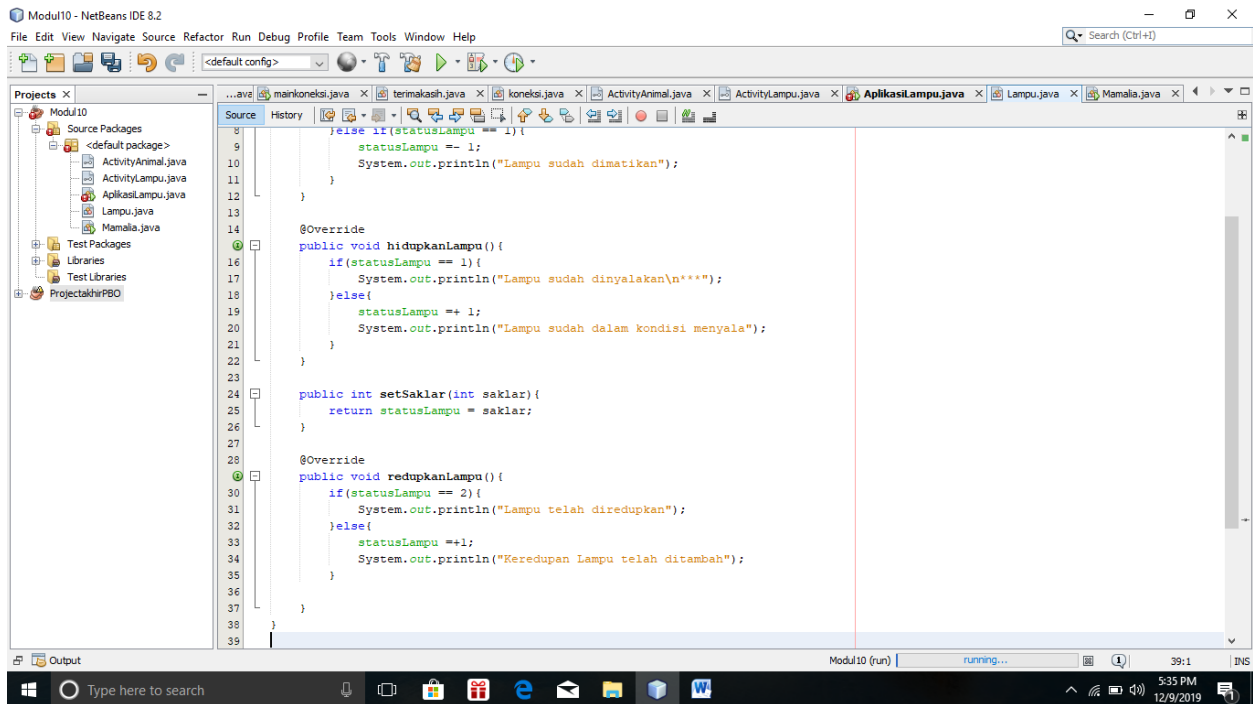 Modul10 - NetBeans IDE 8.2
File Edit View Navigate Source Refactor Run Debug Profile Team Tools Window Help
Search (Ctrl+I)
<default config>
Projects
...ava mainkoneksi.java terimakasih.java koneksi.java ActivityAnimal.java ActivityLampu.java AplikasiLampu.java Lampu.java Mamalia.java
Source History
Modul10
Source Packages
<default package>
ActivityAnimal.java
ActivityLampu.java
AplikasiLampu.java
Lampu.java
Mamalia.java
Test Packages
Libraries
Test Libraries
ProjectakhirPBO
8 }else if(statusLampu == 1){
9 statusLampu =- 1;
10 System.out.println("Lampu sudah dimatikan");
11 }
12 }
13
14 @Override
public void hidupkanLampu(){
16 if(statusLampu == 1){
17 System.out.println("Lampu sudah dinyalakan\n***");
18 }else{
19 statusLampu =+ 1;
20 System.out.println("Lampu sudah dalam kondisi menyala");
21 }
22 }
23
24 public int setSaklar(int saklar){
25 return statusLampu = saklar;
26 }
27
28 @Override
public void redupkanLampu(){
30 if(statusLampu == 2){
31 System.out.println("Lampu telah diredupkan");
32 }else{
33 statusLampu =+1;
34 System.out.println("Keredupan Lampu telah ditambah");
35 }
36
37 }
38 }
39
Output
Modul10 (run) running... 1 39:1 INS
Type here to search
5:35 PM
12/9/2019
1